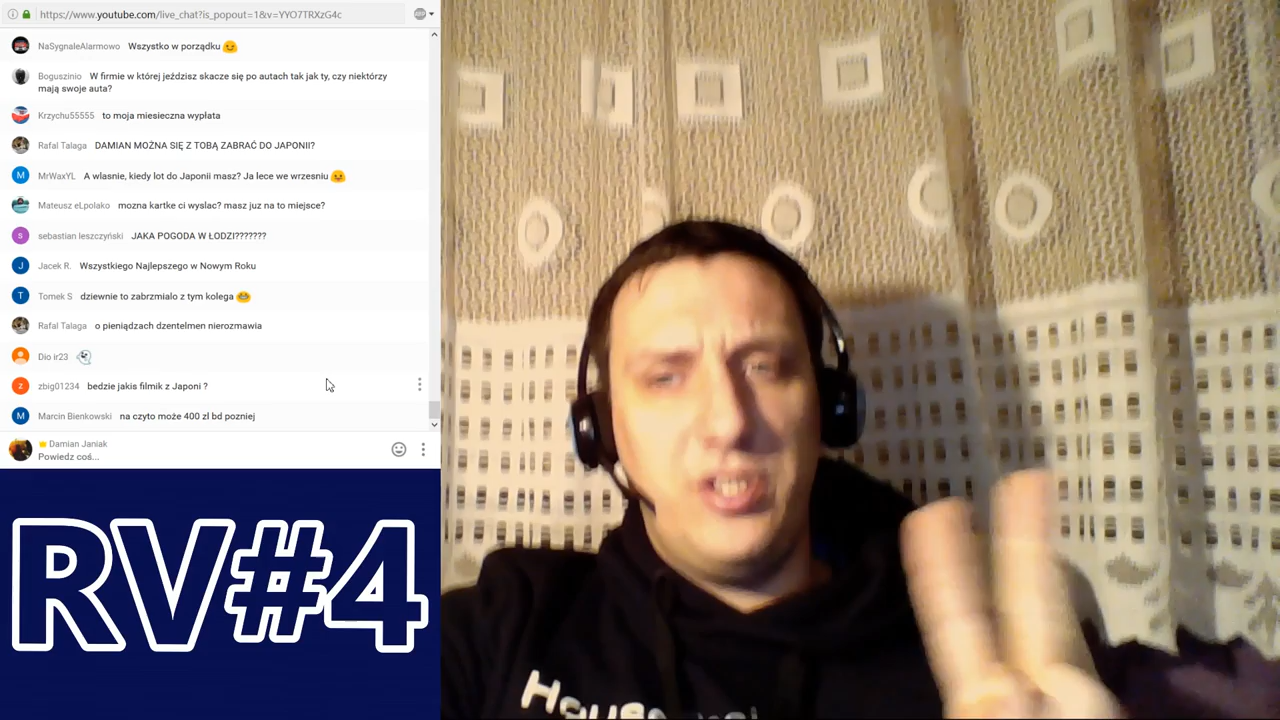 https://www.youtube.com/live_chat?is_popout=1&v=YYO7TRXzG4c
NaSygnaleAlarmowo Wszystko w porządku
Boguszinio W firmie w której jeździsz skacze się po autach tak jak ty, czy niektórzy
mają swoje auta?
Krzychu55555 to moja miesieczna wypłata
Rafal Talaga DAMIAN MOŻNA SIĘ Z TOBĄ ZABRAĆ DO JAPONII?
M MrWaxYL A wlasnie, kiedy lot do Japonii masz? Ja lece we wrzesniu
Mateusz eLpolako mozna kartke ci wyslac? masz juz na to miejsce?
s sebastian leszczyński JAKA POGODA W ŁODZI???????
J Jacek R. Wszystkiego Najlepszego w Nowym Roku
T Tomek S dziewnie to zabrzmialo z tym kolega
Rafal Talaga o pieniądzach dzentelmen nierozmawia
Dio ir23
z zbig01234 bedzie jakis filmik z Japoni ?
M Marcin Bienkowski na czyto może 400 zł bd pozniej
Damian Janiak
Powiedz coś...
RV#4